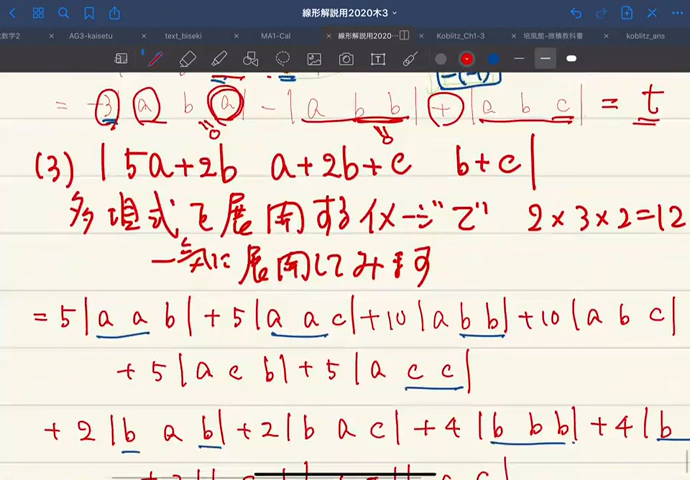 線形解説用2020木3
数学2 AG3-kaisetu text_biseki MA1-Cal 線形解説用2020… Koblitz_Ch1-3 培風館-微積教科書 koblitz_ans
-(-1)
= -3|a b a| - |a b b| + |a b c| = t
(3) |5a+2b a+2b+c b+c|
多項式を展開するイメージで 2×3×2=12
一気に展開してみます
= 5|a a b| + 5|a a c| + 10|a b b| + 10|a b c|
+ 5|a c b| + 5|a c c|
+ 2|b a b| + 2|b a c| + 4|b b b| + 4|b